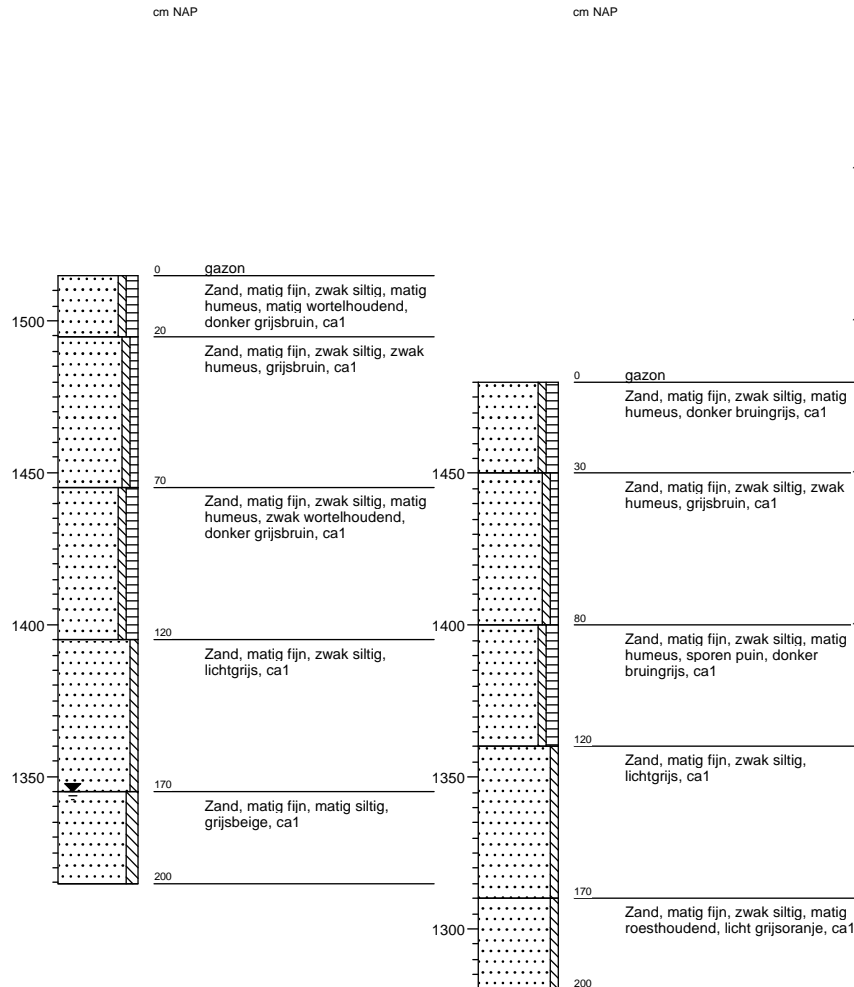 cm NAP
0 gazon
Zand, matig fijn, zwak siltig, matig
humeus, matig wortelhoudend,
donker grijsbruin, ca1
1500
20
Zand, matig fijn, zwak siltig, zwak
humeus, grijsbruin, ca1
1450
70
Zand, matig fijn, zwak siltig, matig
humeus, zwak wortelhoudend,
donker grijsbruin, ca1
1400
120
Zand, matig fijn, zwak siltig,
lichtgrijs, ca1
1350
170
Zand, matig fijn, matig siltig,
grijsbeige, ca1
200
cm NAP
0 gazon
Zand, matig fijn, zwak siltig, matig
humeus, donker bruingrijs, ca1
1450
30
Zand, matig fijn, zwak siltig, zwak
humeus, grijsbruin, ca1
1400
80
Zand, matig fijn, zwak siltig, matig
humeus, sporen puin, donker
bruingrijs, ca1
120
Zand, matig fijn, zwak siltig,
lichtgrijs, ca1
1350
170
Zand, matig fijn, zwak siltig, matig
roesthoudend, licht grijsoranje, ca1
1300
200